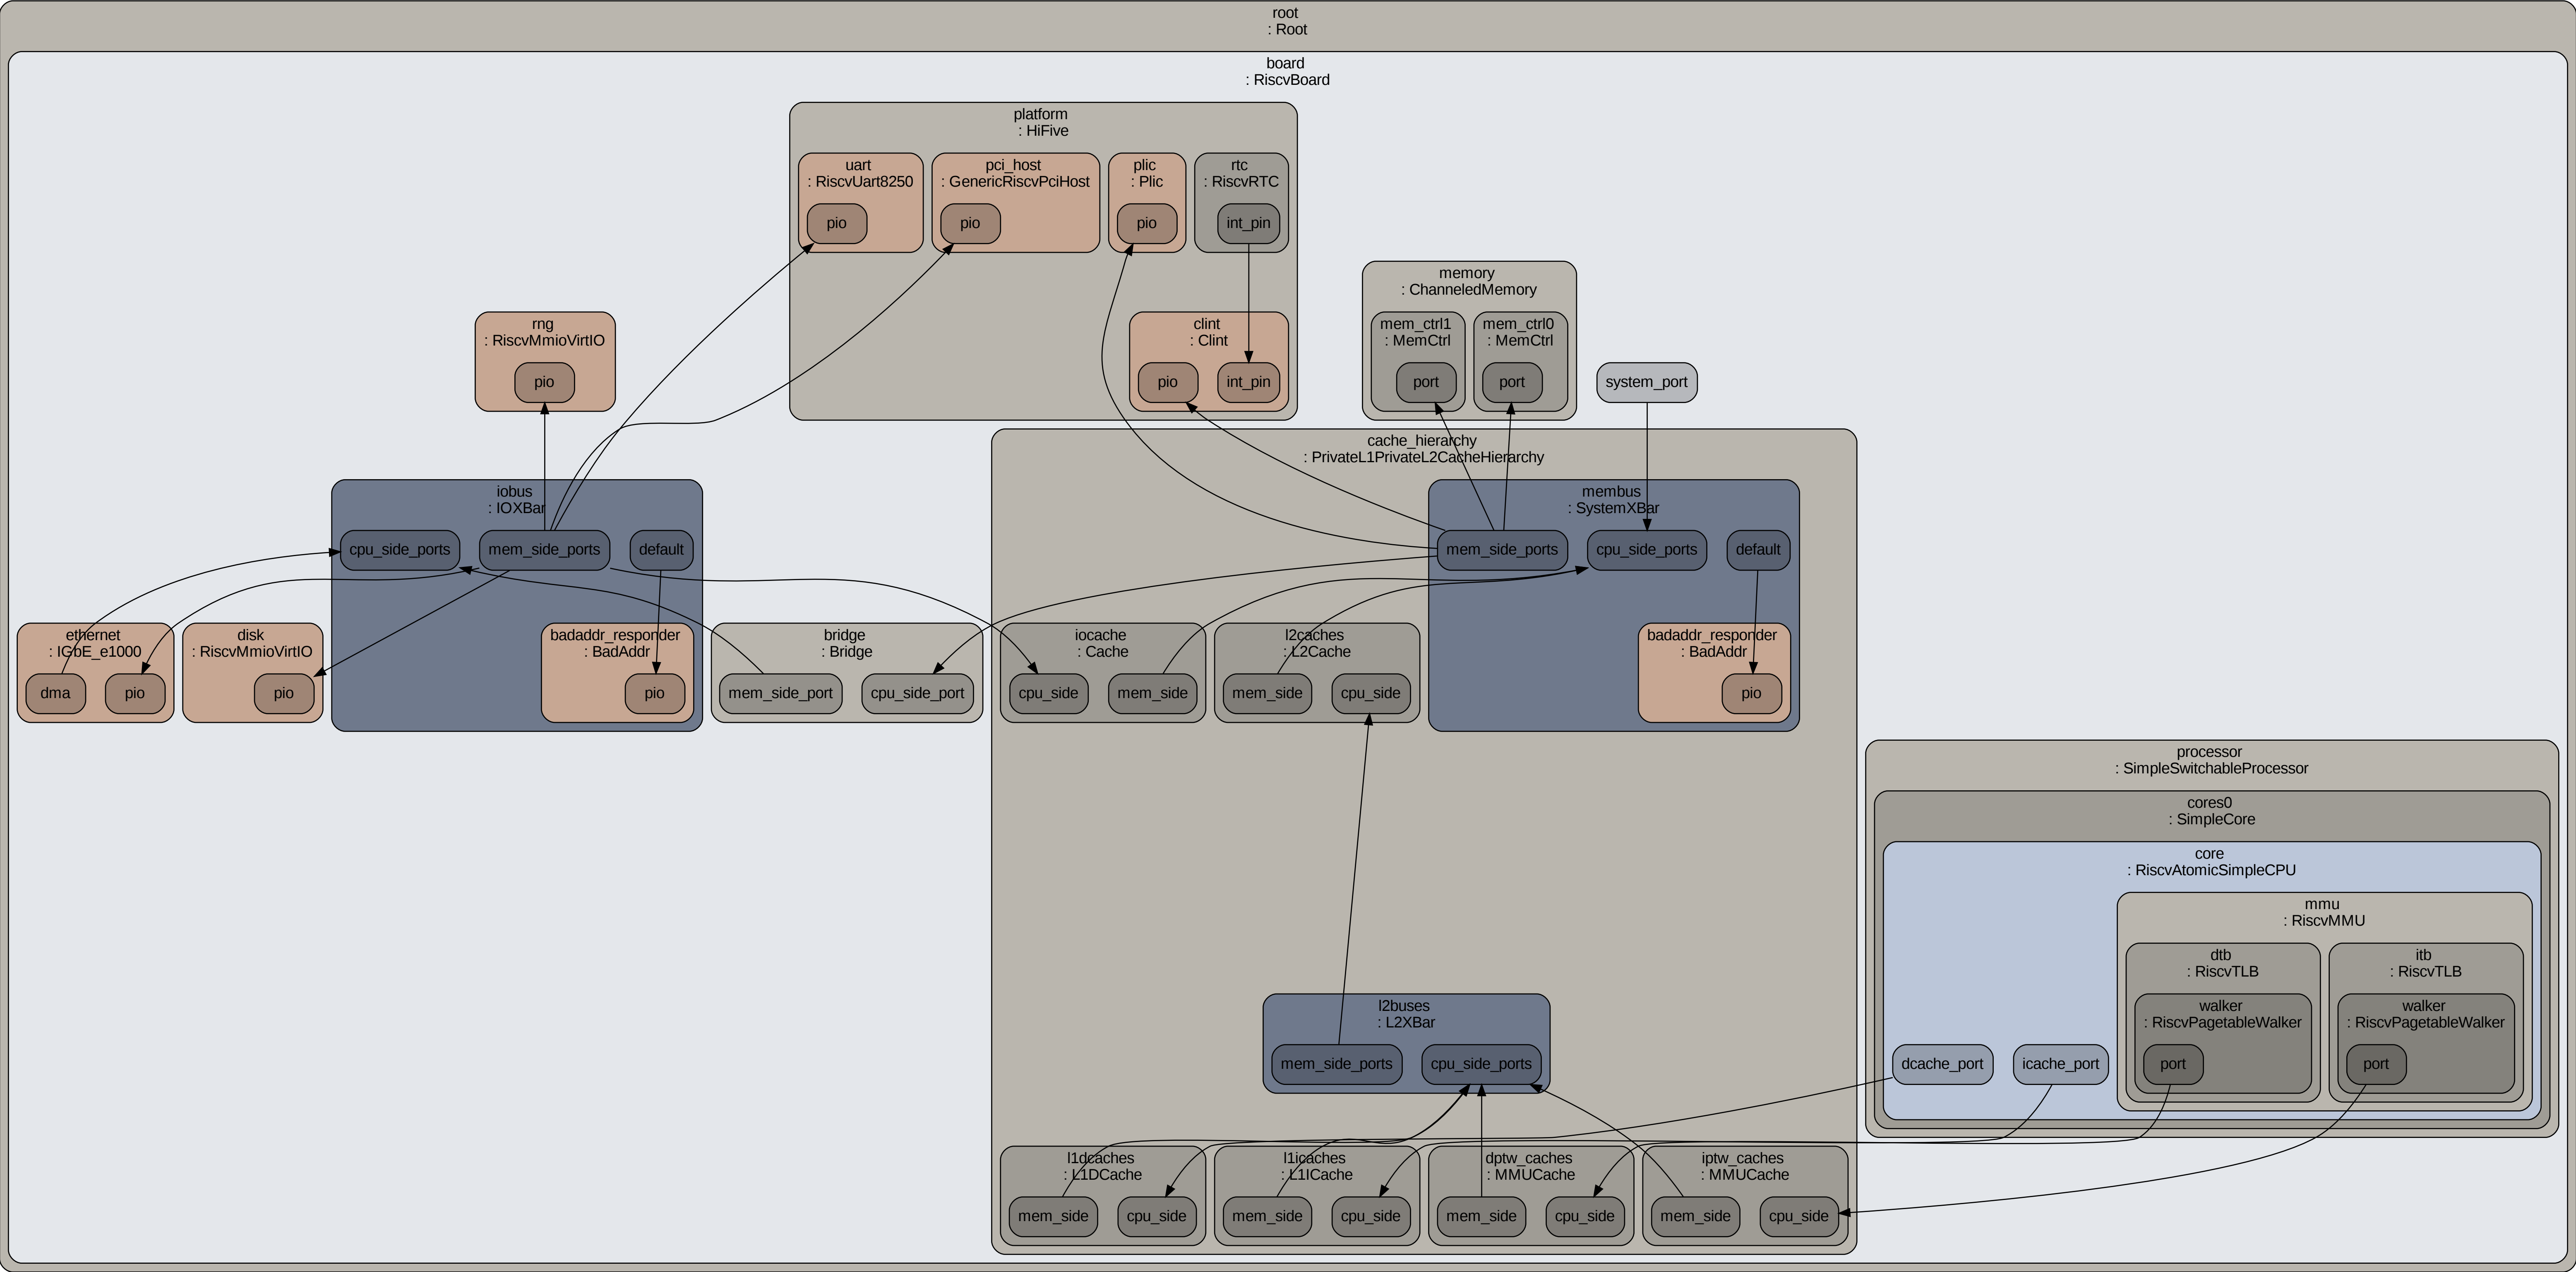 root
: Root
board
: RiscvBoard
platform
: HiFive
uart
: RiscvUart8250
pio
pci_host
: GenericRiscvPciHost
pio
plic
: Plic
pio
rtc
: RiscvRTC
int_pin
clint
: Clint
pio
int_pin
memory
: ChanneledMemory
mem_ctrl1
: MemCtrl
port
mem_ctrl0
: MemCtrl
port
system_port
rng
: RiscvMmioVirtIO
pio
iobus
: IOXBar
cpu_side_ports
mem_side_ports
default
badaddr_responder
: BadAddr
pio
ethernet
: IGbE_e1000
dma
pio
disk
: RiscvMmioVirtIO
pio
bridge
: Bridge
mem_side_port
cpu_side_port
cache_hierarchy
: PrivateL1PrivateL2CacheHierarchy
membus
: SystemXBar
mem_side_ports
cpu_side_ports
default
badaddr_responder
: BadAddr
pio
iocache
: Cache
cpu_side
mem_side
l2caches
: L2Cache
mem_side
cpu_side
l2buses
: L2XBar
mem_side_ports
cpu_side_ports
l1dcaches
: L1DCache
mem_side
cpu_side
l1icaches
: L1ICache
mem_side
cpu_side
dptw_caches
: MMUCache
mem_side
cpu_side
iptw_caches
: MMUCache
mem_side
cpu_side
processor
: SimpleSwitchableProcessor
cores0
: SimpleCore
core
: RiscvAtomicSimpleCPU
mmu
: RiscvMMU
dtb
: RiscvTLB
walker
: RiscvPagetableWalker
port
itb
: RiscvTLB
walker
: RiscvPagetableWalker
port
dcache_port
icache_port